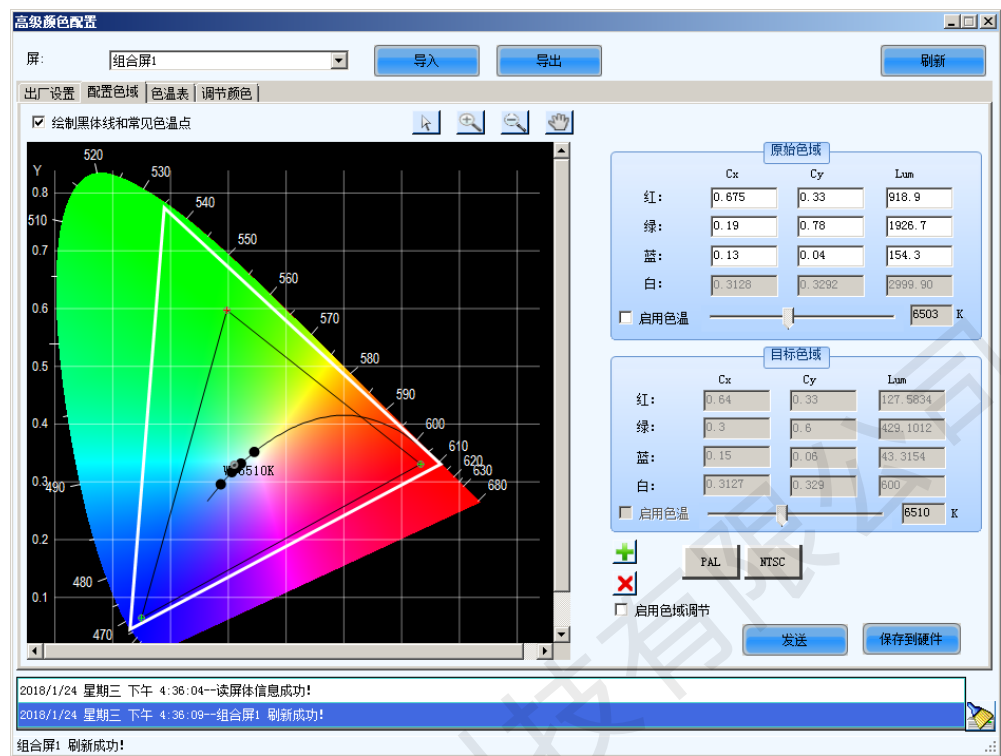 高级颜色配置
屏: 组合屏1 导入 导出 刷新
出厂设置 配置色域 色温表 调节颜色
绘制黑体线和常见色温点
原始色域
Cx Cy Lum
红: 0.675 0.33 918.9
绿: 0.19 0.78 1926.7
蓝: 0.13 0.04 154.3
白: 0.3128 0.3292 2999.90
启用色温 6503 K
目标色域
Cx Cy Lum
红: 0.64 0.33 127.5834
绿: 0.3 0.6 429.1012
蓝: 0.15 0.06 43.3154
白: 0.3127 0.329 600
启用色温 6510 K
PAL NTSC
启用色域调节
发送 保存到硬件
Y
0.8
0.7
0.6
0.5
0.4
0.3
0.2
0.1
520
530
540
510
550
560
570
580
590
600
610
620
630
680
490
480
470
6510K
2018/1/24 星期三 下午 4:36:04--读屏体信息成功!
2018/1/24 星期三 下午 4:36:09--组合屏1 刷新成功!
组合屏1 刷新成功!
科技有限公司